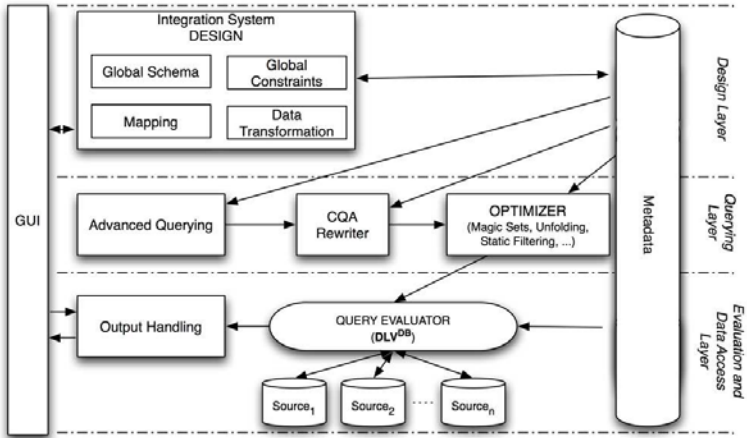 GUI
Integration System
DESIGN
Global Schema
Global
Constraints
Mapping
Data
Transformation
Design Layer
Metadata
Advanced Querying
CQA
Rewriter
OPTIMIZER
(Magic Sets, Unfolding,
Static Filtering, ...)
Querying
Layer
Output Handling
QUERY EVALUATOR
(DLVDB)
Source1
Source2
.....
Sourcen
Evaluation and
Data Access
Layer